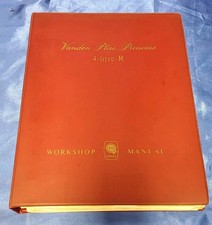 Vanden Plas Princess
4-litre-R
WORKSHOP MANUAL